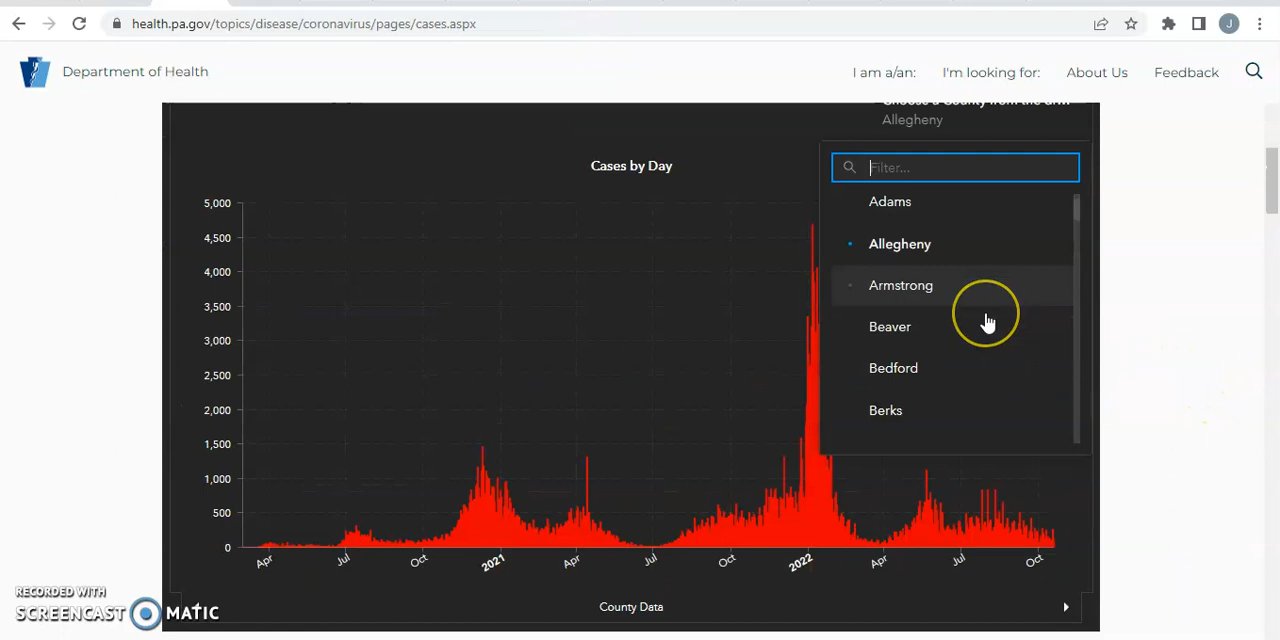 health.pa.gov/topics/disease/coronavirus/pages/cases.aspx
J
Department of Health
I am a/an:
I'm looking for:
About Us
Feedback
Allegheny
Filter...
Adams
Allegheny
Armstrong
Beaver
Bedford
Berks
Cases by Day
5,000
4,500
4,000
3,500
3,000
2,500
2,000
1,500
1,000
500
0
Apr
Jul
Oct
2021
Apr
Jul
Oct
2022
Apr
Jul
Oct
County Data
RECORDED WITH
SCREENCAST MATIC